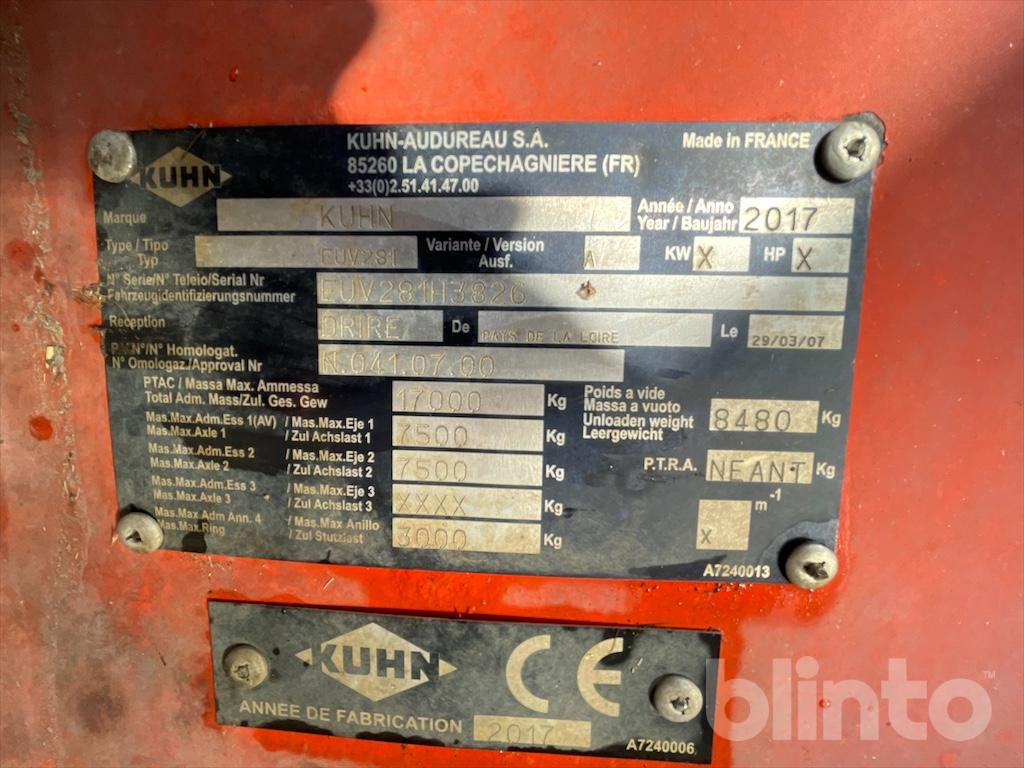 KUHN
KUHN-AUDUREAU S.A.
85260 LA COPECHAGNIERE (FR)
+33(0)2.51.41.47.00
Made in FRANCE
Marque KUHN Année / Anno
Year / Baujahr 2017
Type / Tipo
Typ EUV281 Variante / Version
Ausf. A KW X HP X
N° Serie/N° Teleio/Serial Nr
Fahrzeugidentifizierungsnummer EUV281H3826
Reception DRIRE De PAYS DE LA LOIRE Le 29/03/07
N°/N° Homologat.
N° Omologaz./Approval Nr N.041.07.00
PTAC / Massa Max. Ammessa
Total Adm. Mass/Zul. Ges. Gew 17000 Kg
Poids a vide
Massa a vuoto
Unloaden weight
Leergewicht 8480 Kg
Mas.Max.Adm.Ess 1(AV) / Mas.Max.Eje 1
Mas.Max.Axle 1 / Zul Achslast 1 7500 Kg
Mas.Max.Adm.Ess 2 / Mas.Max.Eje 2
Mas.Max.Axle 2 / Zul Achslast 2 7500 Kg
P.T.R.A. NEANT Kg
Mas.Max.Adm.Ess 3 / Mas.Max.Eje 3
Mas.Max.Axle 3 / Zul Achslast 3 XXXX Kg
Mas.Max Adm Ann. 4 / Mas.Max Anillo
Mas.Max.Ring / Zul Stutzlast 3000 Kg
X m-1
A7240013
KUHN CE
ANNEE DE FABRICATION 2017
A7240006
blinto™